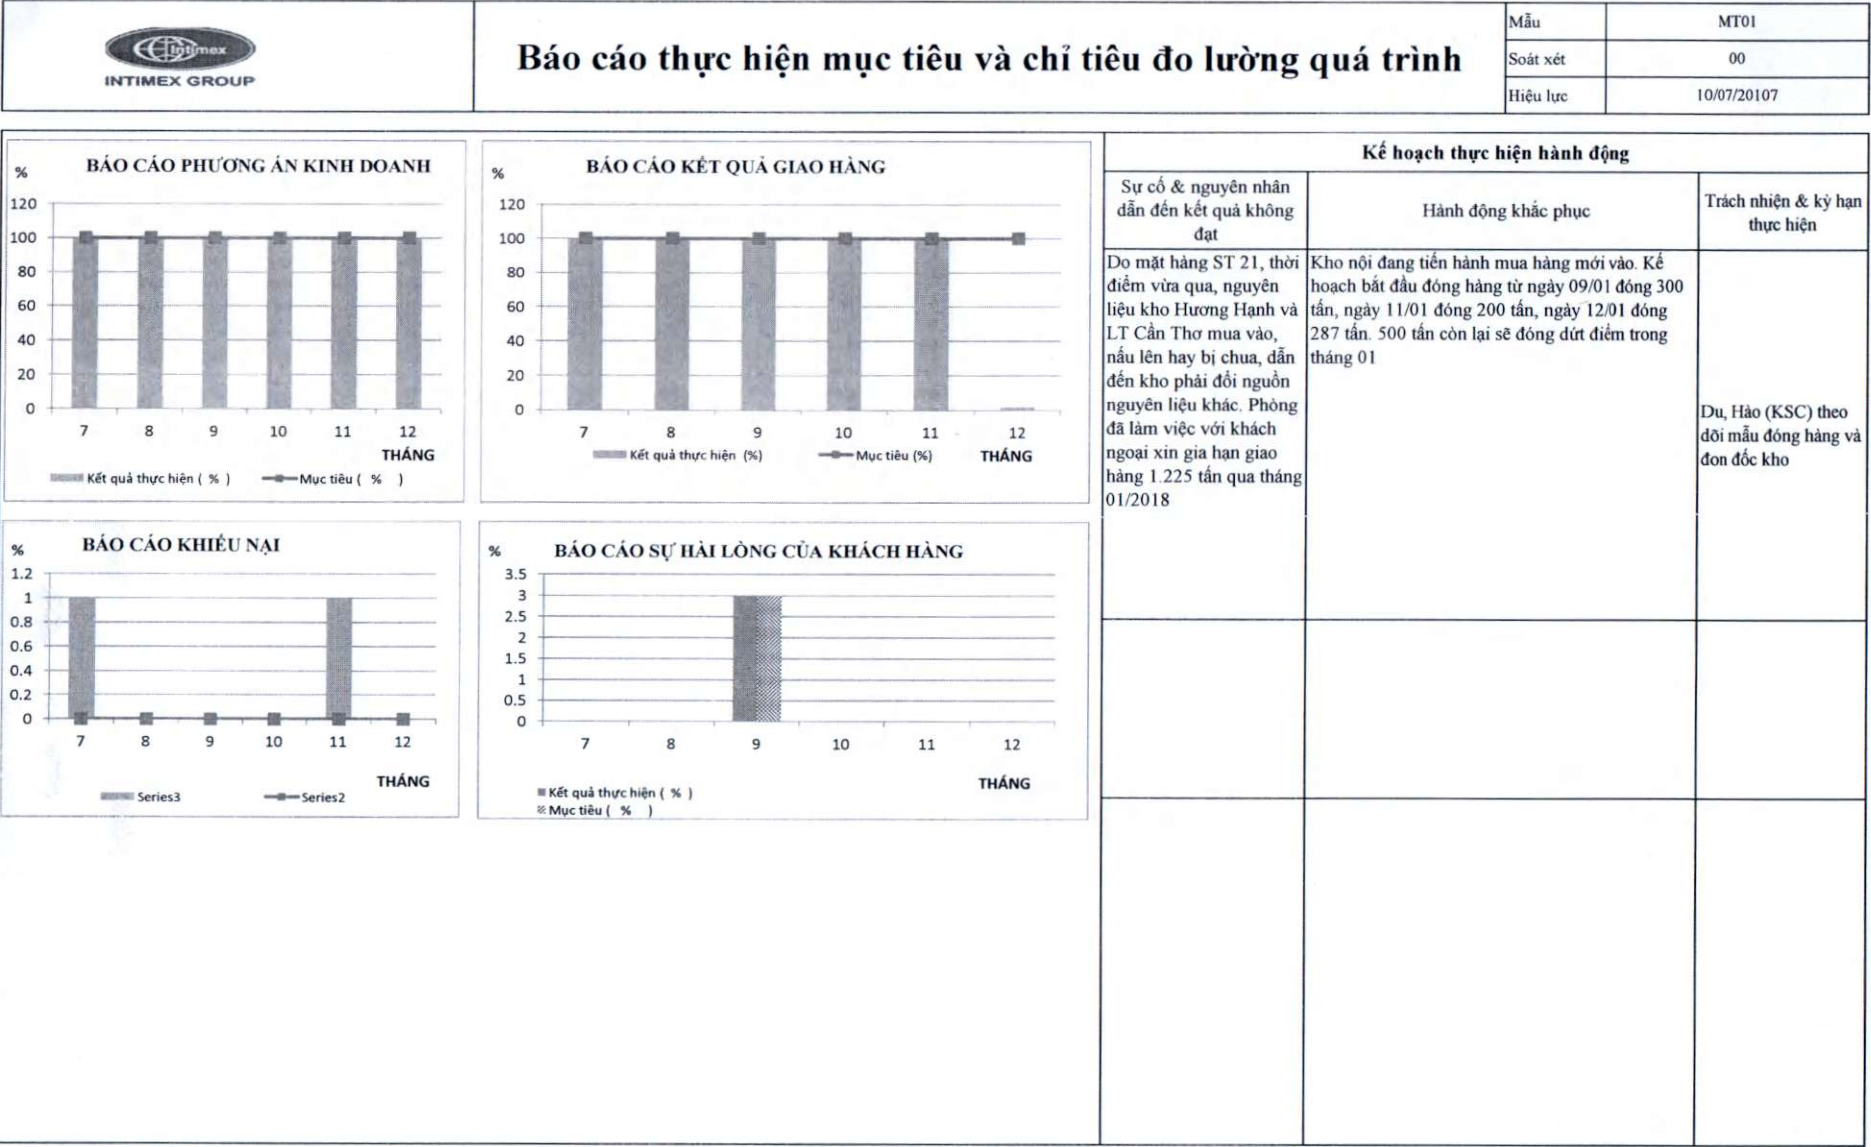 Intimex
INTIMEX GROUP
Báo cáo thực hiện mục tiêu và chỉ tiêu đo lường quá trình
Mẫu
MT01
Soát xét
00
Hiệu lực
10/07/20107
%
BÁO CÁO PHƯƠNG ÁN KINH DOANH
120
100
80
60
40
20
0
7 8 9 10 11 12
THÁNG
Kết quả thực hiện ( % )
Mục tiêu ( % )
%
BÁO CÁO KẾT QUẢ GIAO HÀNG
120
100
80
60
40
20
0
7 8 9 10 11 12
Kết quả thực hiện (%)
Mục tiêu (%)
THÁNG
%
BÁO CÁO KHIẾU NẠI
1.2
1
0.8
0.6
0.4
0.2
0
7 8 9 10 11 12
THÁNG
Series3
Series2
%
BÁO CÁO SỰ HÀI LÒNG CỦA KHÁCH HÀNG
3.5
3
2.5
2
1.5
1
0.5
0
7 8 9 10 11 12
THÁNG
Kết quả thực hiện ( % )
Mục tiêu ( % )
Kế hoạch thực hiện hành động
Sự cố & nguyên nhân
dẫn đến kết quả không
đạt
Hành động khắc phục
Trách nhiện & kỳ hạn
thực hiện
Do mặt hàng ST 21, thời
điểm vừa qua, nguyên
liệu kho Hương Hạnh và
LT Cần Thơ mua vào,
nấu lên hay bị chua, dẫn
đến kho phải đổi nguồn
nguyên liệu khác. Phòng
đã làm việc với khách
ngoại xin gia hạn giao
hàng 1.225 tấn qua tháng
01/2018
Kho nội đang tiến hành mua hàng mới vào. Kế
hoạch bắt đầu đóng hàng từ ngày 09/01 đóng 300
tấn, ngày 11/01 đóng 200 tấn, ngày 12/01 đóng
287 tấn. 500 tấn còn lại sẽ đóng dứt điểm trong
tháng 01
Du, Hào (KSC) theo
dõi mẫu đóng hàng và
đon đốc kho